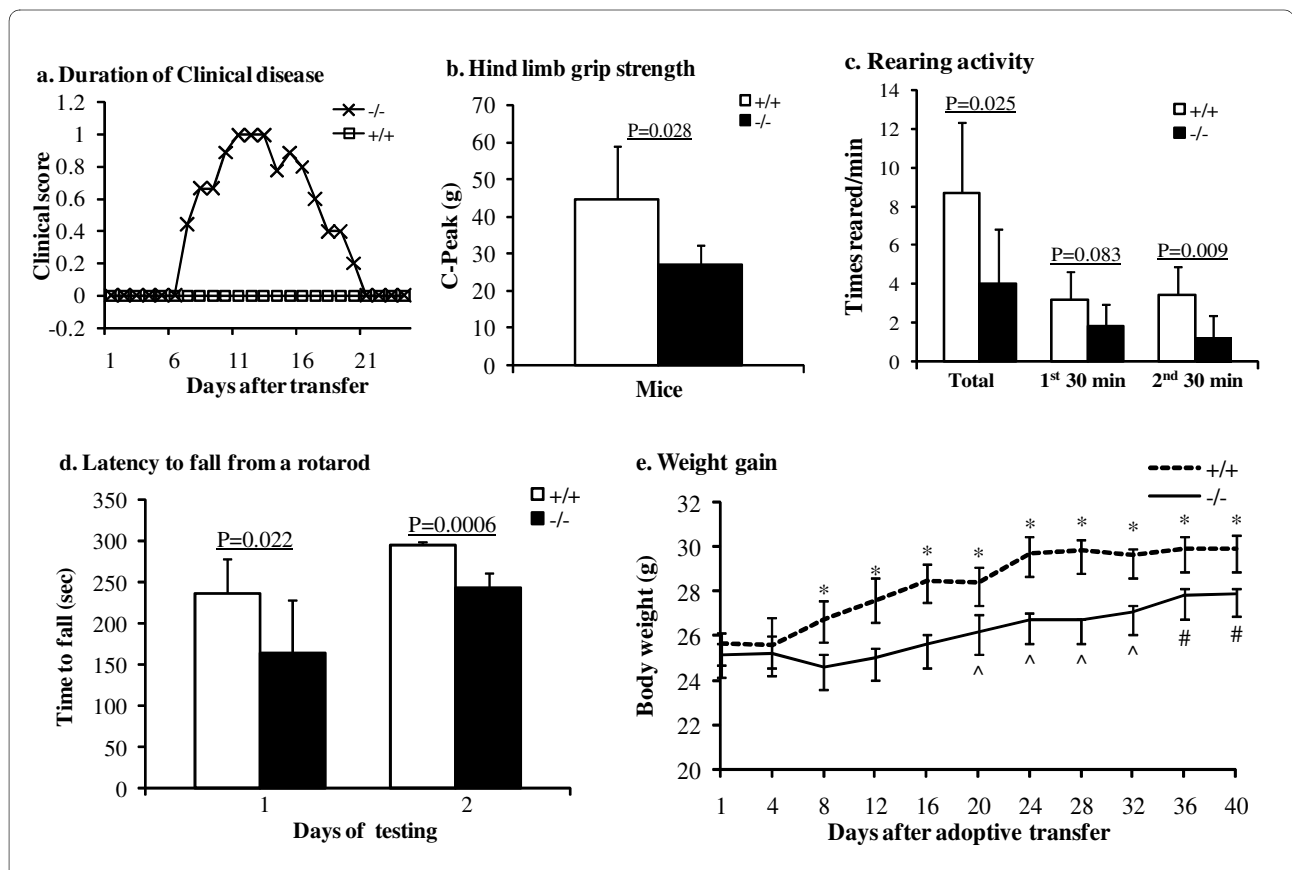 a. Duration of Clinical disease
-/-
+/+
1.2
1
0.8
0.6
0.4
0.2
0
-0.2
Clinical score
1 6 11 16 21
Days after transfer
b. Hind limb grip strength
+/+
-/-
P=0.028
70
60
50
40
30
20
10
0
C-Peak (g)
Mice
c. Rearing activity
+/+
-/-
P=0.025
P=0.083
P=0.009
14
12
10
8
6
4
2
0
Times reared/min
Total 1st 30 min 2nd 30 min
d. Latency to fall from a rotarod
+/+
-/-
P=0.022
P=0.0006
350
300
250
200
150
100
50
0
Time to fall (sec)
1 2
Days of testing
e. Weight gain
+/+
-/-
32
30
28
26
24
22
20
Body weight (g)
* * * * * * * * *
^ ^ ^ ^ # #
1 4 8 12 16 20 24 28 32 36 40
Days after adoptive transfer